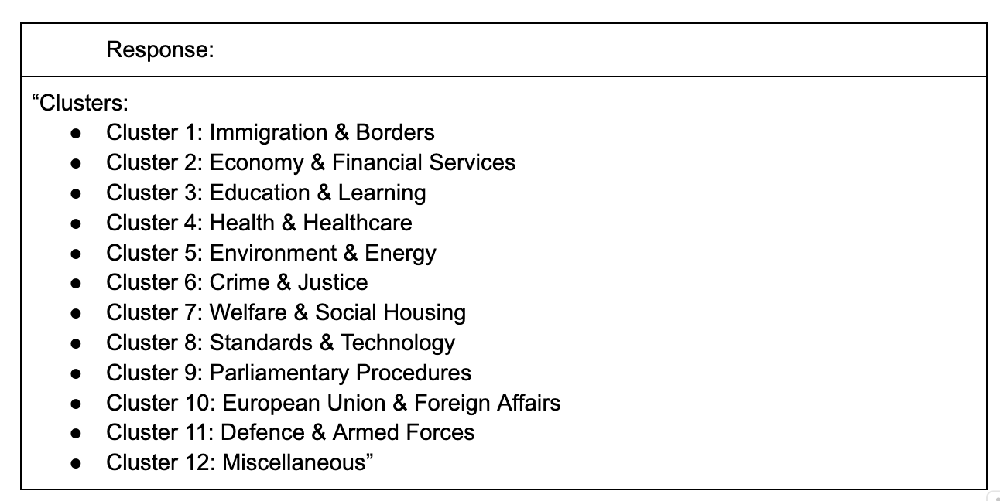 Response:
“Clusters:
● Cluster 1: Immigration & Borders
● Cluster 2: Economy & Financial Services
● Cluster 3: Education & Learning
● Cluster 4: Health & Healthcare
● Cluster 5: Environment & Energy
● Cluster 6: Crime & Justice
● Cluster 7: Welfare & Social Housing
● Cluster 8: Standards & Technology
● Cluster 9: Parliamentary Procedures
● Cluster 10: European Union & Foreign Affairs
● Cluster 11: Defence & Armed Forces
● Cluster 12: Miscellaneous”